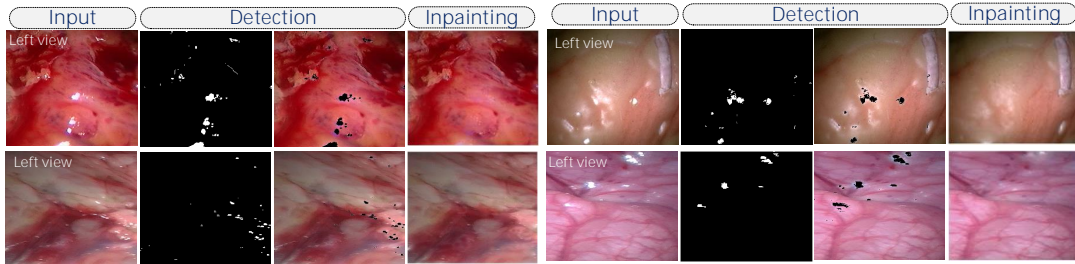 Input Detection Inpainting Input Detection Inpainting
Left view Left view
Left view Left view